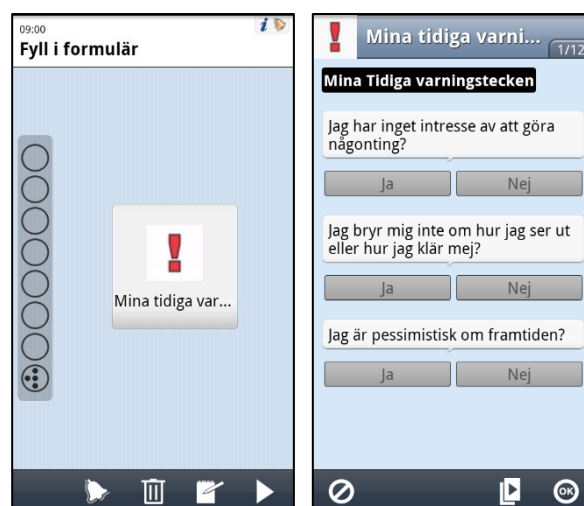 09:00
Fyll i formulär
Mina tidiga var...
Mina tidiga varni...
1/12
Mina Tidiga varningstecken
Jag har inget intresse av att göra
någonting?
Ja Nej
Jag bryr mig inte om hur jag ser ut
eller hur jag klär mej?
Ja Nej
Jag är pessimistisk om framtiden?
Ja Nej
OK